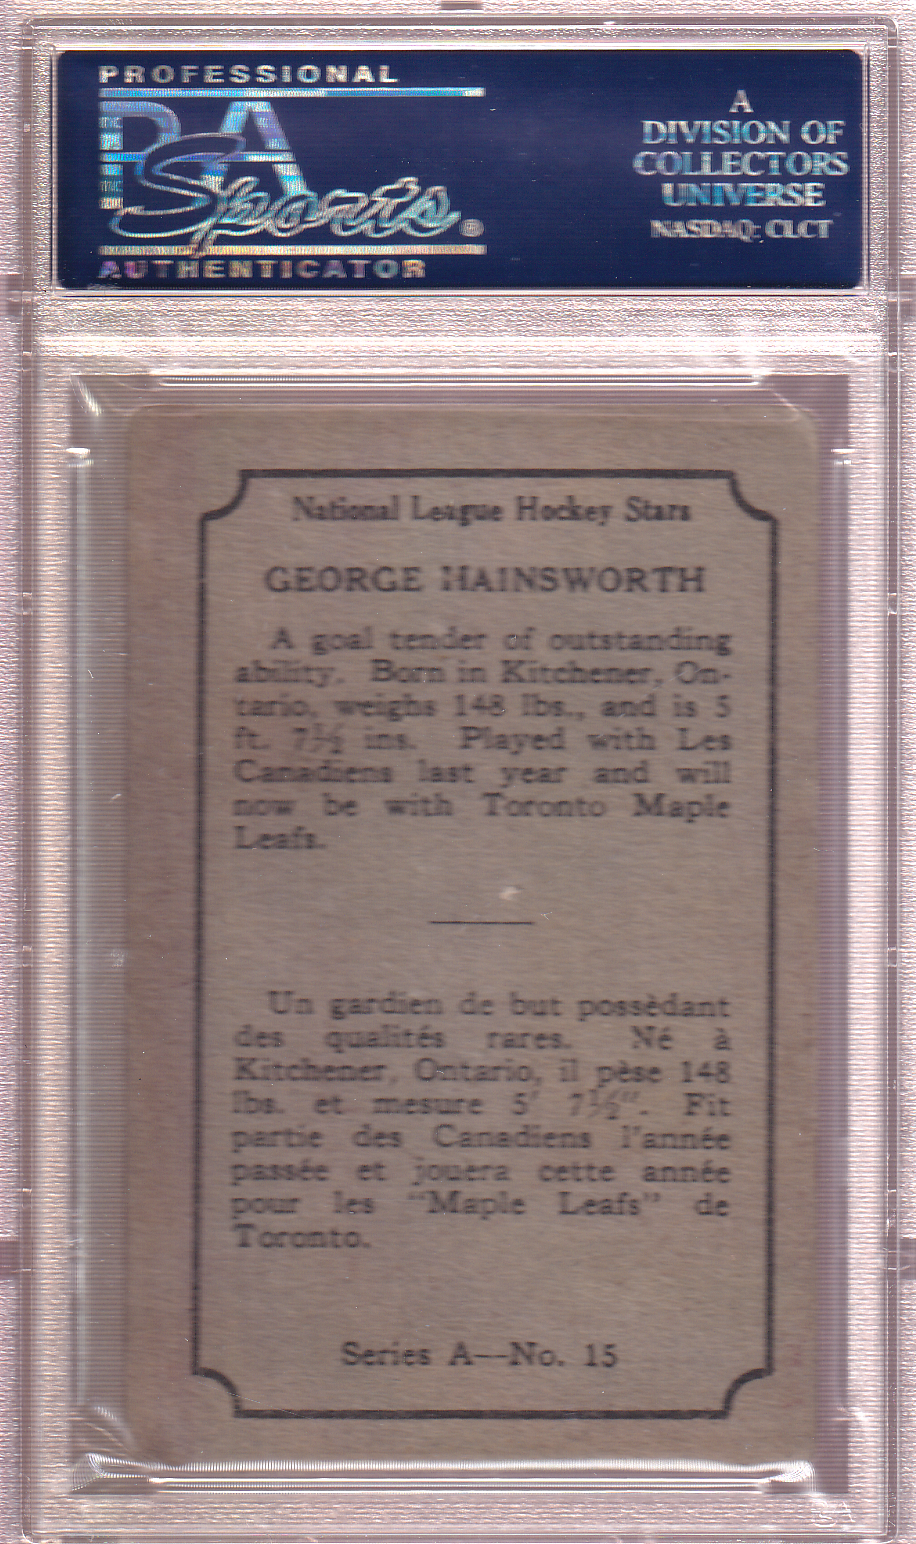 PROFESSIONAL
PSA
Sports®
AUTHENTICATOR
A
DIVISION OF
COLLECTORS
UNIVERSE
NASDAQ: CLCT
National League Hockey Stars
GEORGE HAINSWORTH
A goal tender of outstanding
ability. Born in Kitchener, On-
tario, weighs 148 lbs., and is 5
ft. 7½ ins. Played with Les
Canadiens last year and will
now be with Toronto Maple
Leafs.
Un gardien de but possèdant
des qualités rares. Né à
Kitchener, Ontario, il pèse 148
lbs. et mesure 5' 7½". Fit
partie des Canadiens l'année
passée et jouera cette année
pour les "Maple Leafs" de
Toronto.
Series A—No. 15